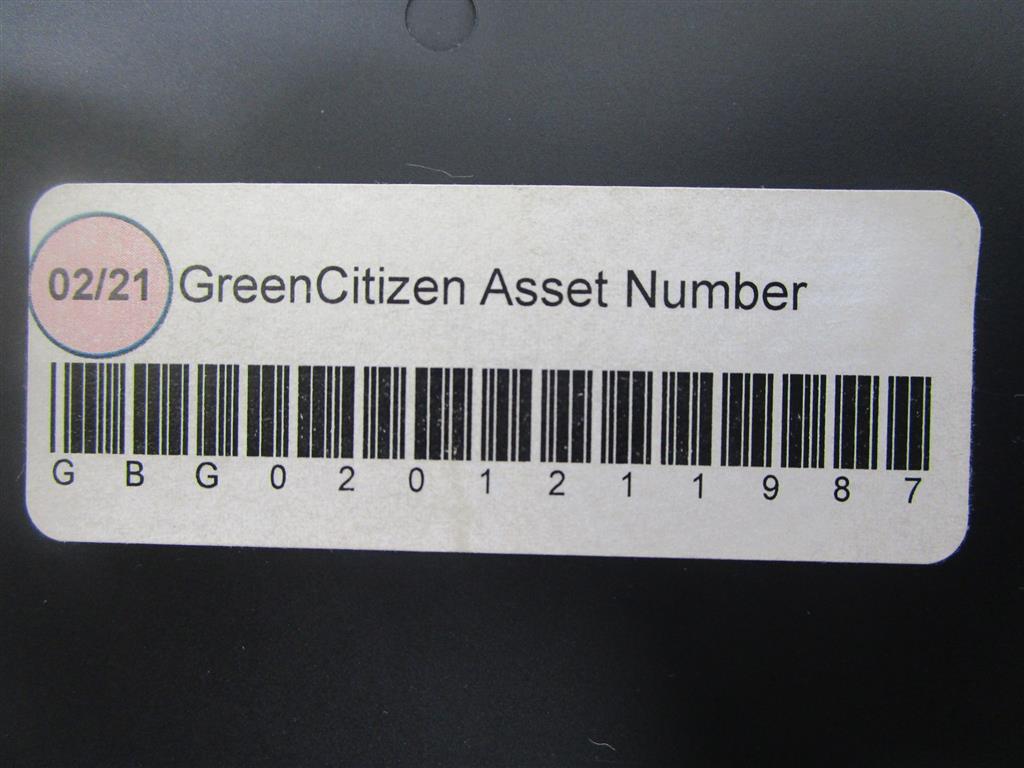 02/21 GreenCitizen Asset Number
G B G 0 2 0 1 2 1 1 9 8 7